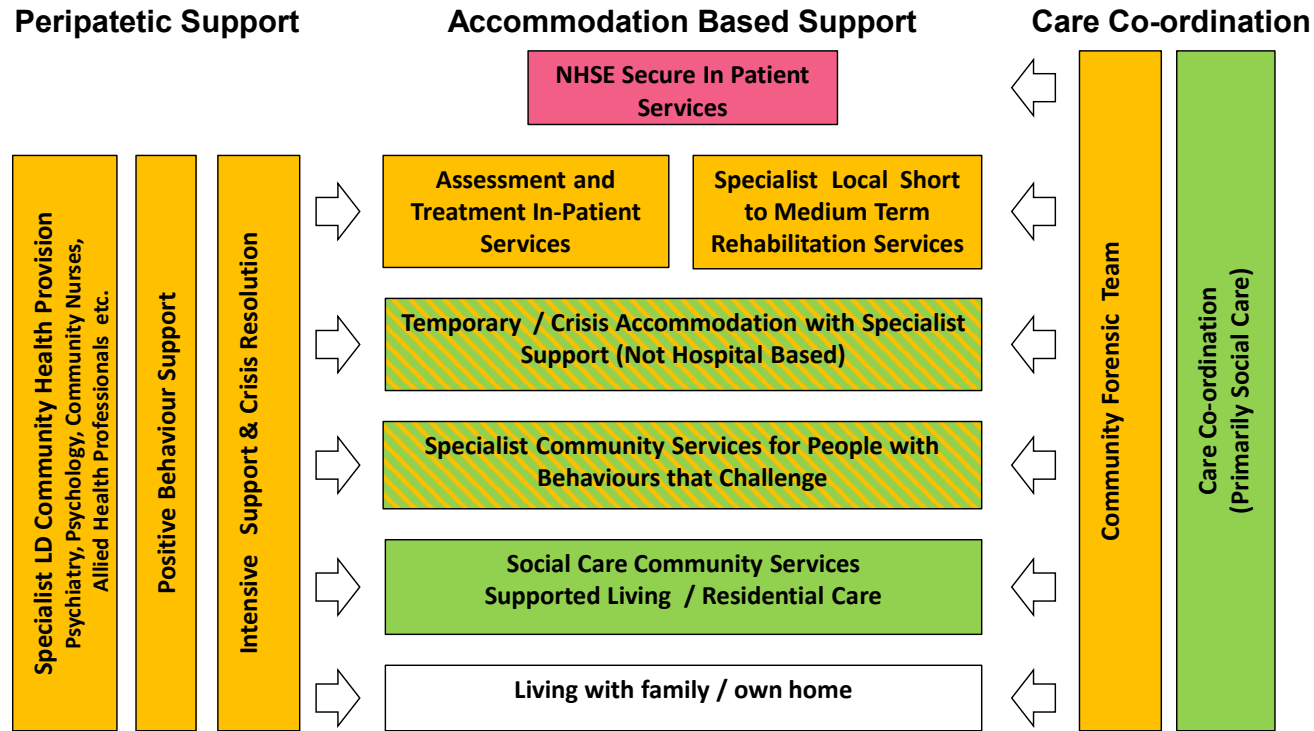 Peripatetic Support
Accommodation Based Support
Care Co-ordination
NHSE Secure In Patient
Services
Specialist LD Community Health Provision
Psychiatry, Psychology, Community Nurses,
Allied Health Professionals etc.
Positive Behaviour Support
Intensive Support & Crisis Resolution
Assessment and
Treatment In-Patient
Services
Specialist Local Short
to Medium Term
Rehabilitation Services
Temporary / Crisis Accommodation with Specialist
Support (Not Hospital Based)
Specialist Community Services for People with
Behaviours that Challenge
Social Care Community Services
Supported Living / Residential Care
Living with family / own home
Community Forensic Team
Care Co-ordination
(Primarily Social Care)